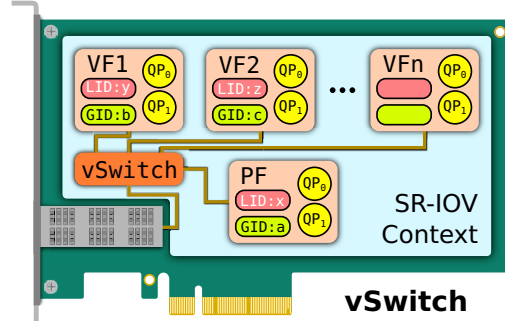 VF1
QP₀
LID:y
QP₁
GID:b
VF2
QP₀
LID:z
QP₁
GID:c
...
VFn
QP₀
QP₁
vSwitch
PF
QP₀
LID:x
QP₁
GID:a
SR-IOV
Context
vSwitch